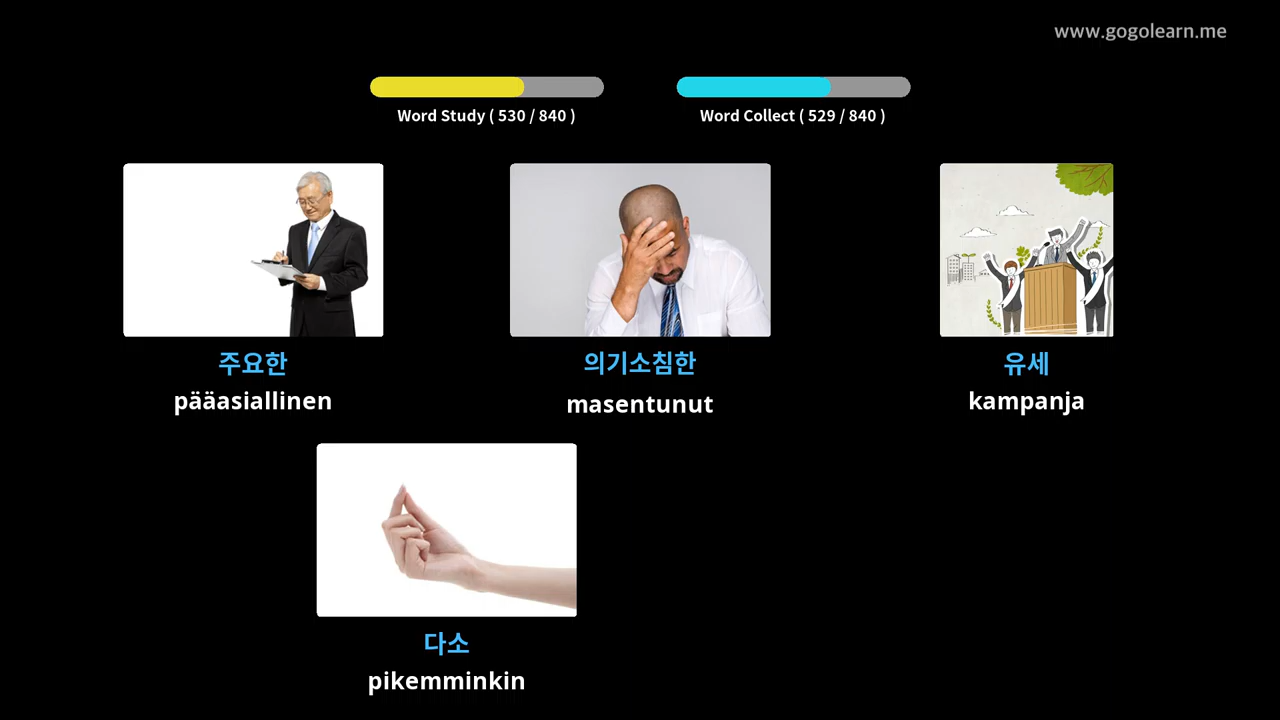 www.gogolearn.me
Word Study ( 530 / 840 )
Word Collect ( 529 / 840 )
주요한
pääasiallinen
의기소침한
masentunut
유세
kampanja
다소
pikemminkin